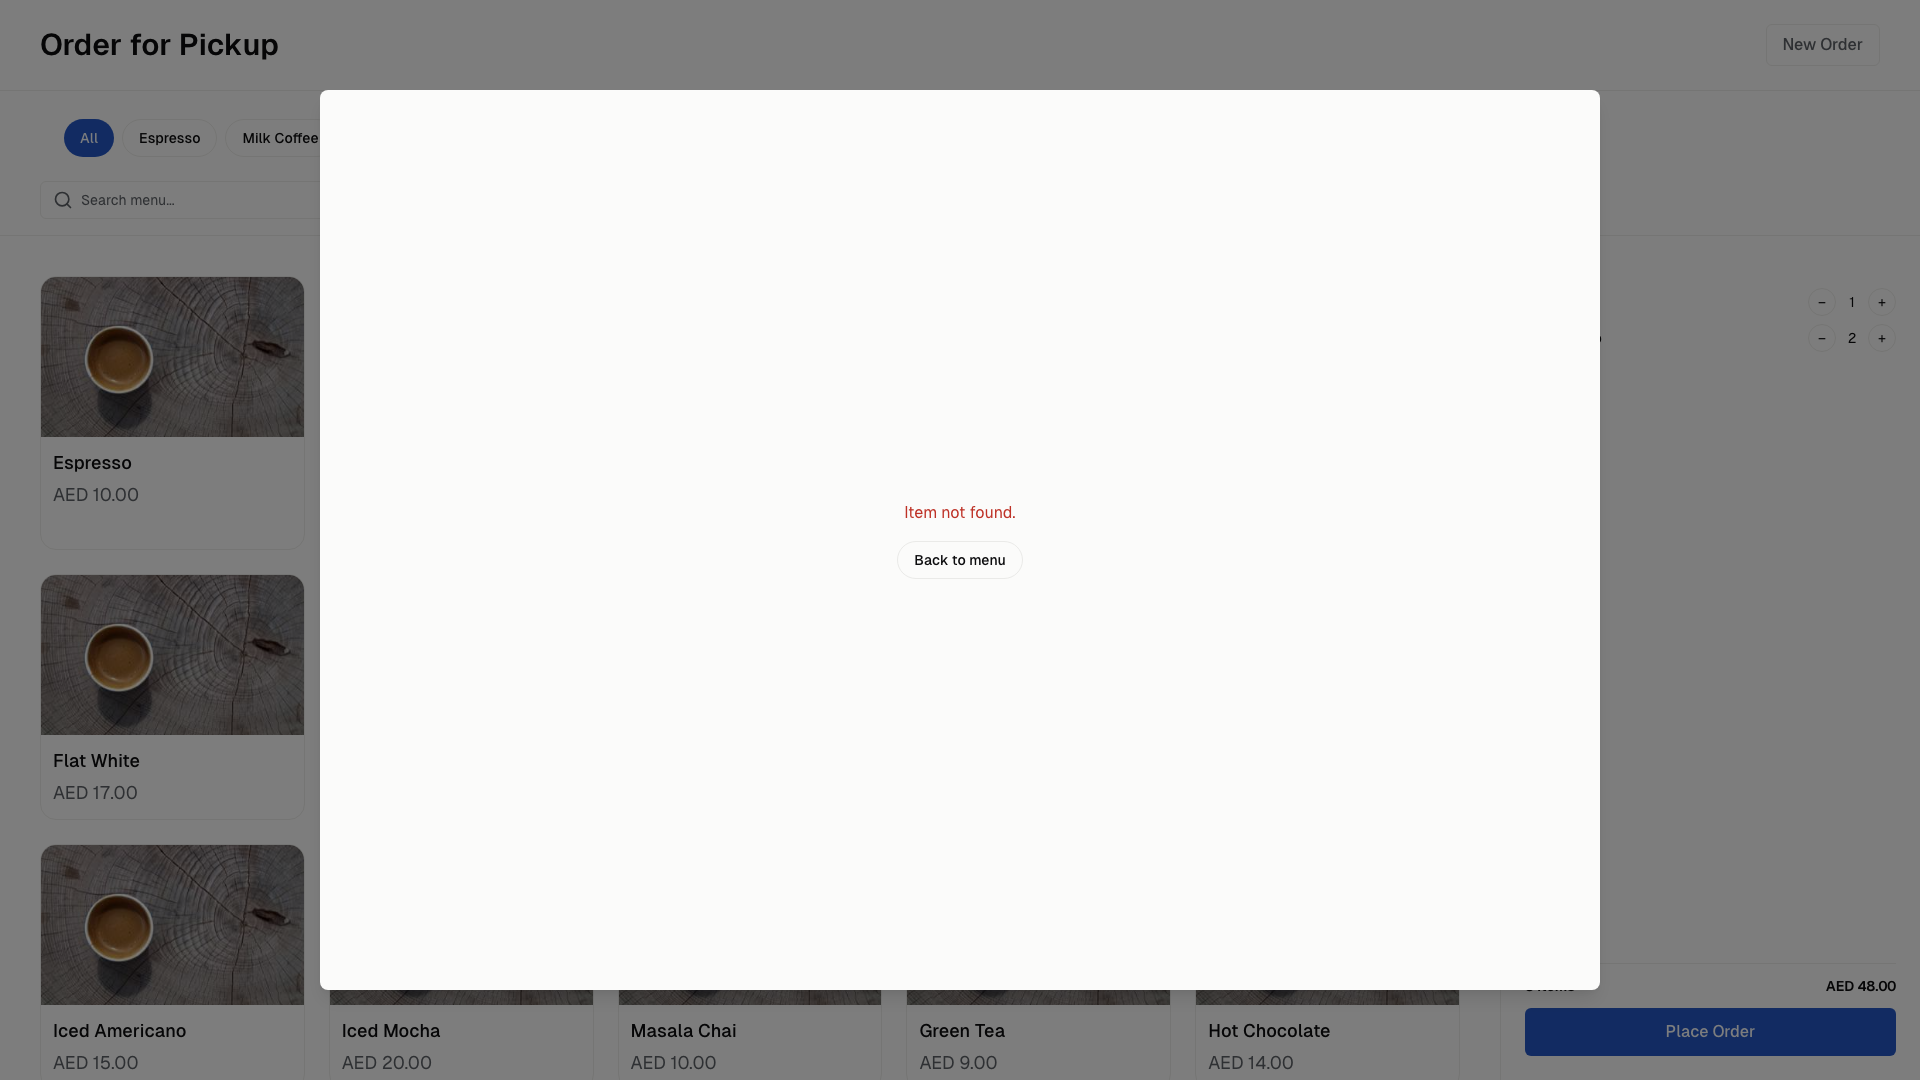 Order for Pickup
New Order
All
Espresso
Milk Coffee
Search menu...
Espresso
AED 10.00
− 1 +
− 2 +
Item not found.
Back to menu
Flat White
AED 17.00
AED 48.00
Place Order
Iced Americano
AED 15.00
Iced Mocha
AED 20.00
Masala Chai
AED 10.00
Green Tea
AED 9.00
Hot Chocolate
AED 14.00